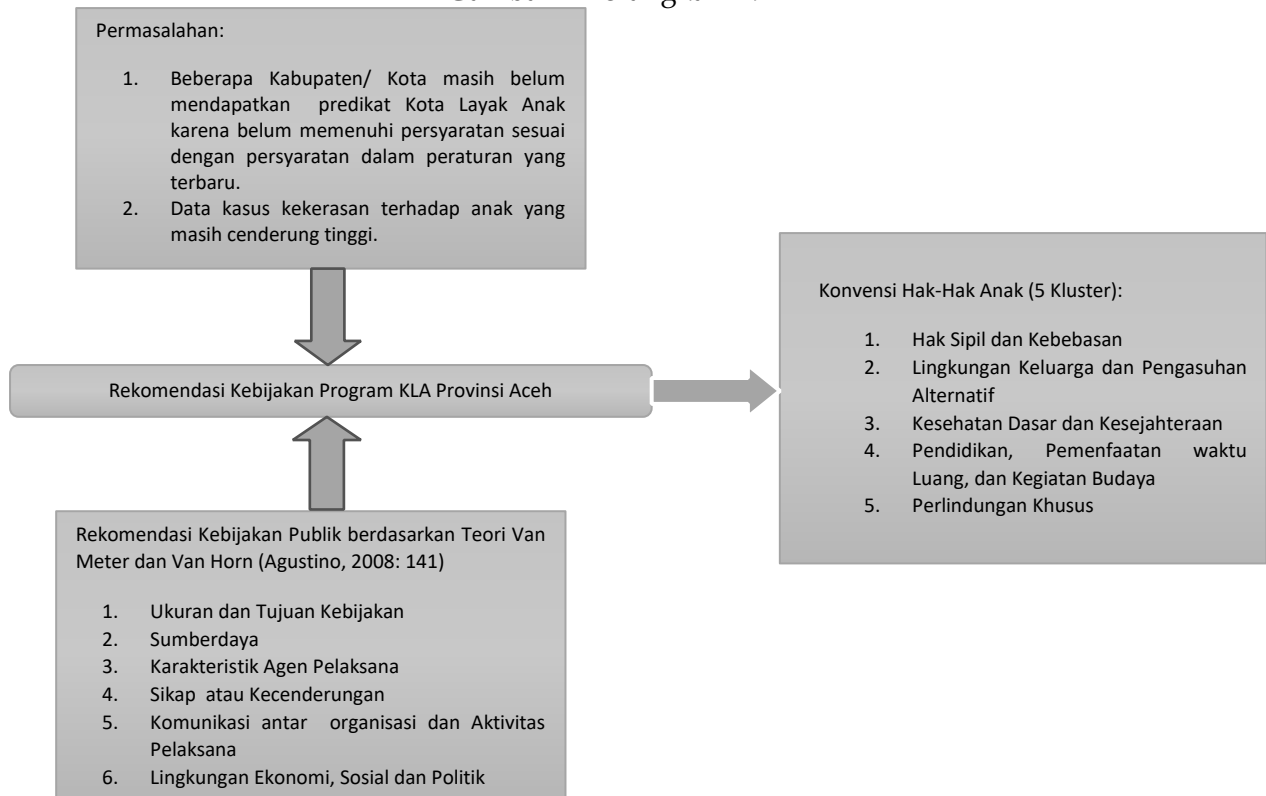 Permasalahan:
1. Beberapa Kabupaten/ Kota masih belum
mendapatkan predikat Kota Layak Anak
karena belum memenuhi persyaratan sesuai
dengan persyaratan dalam peraturan yang
terbaru.
2. Data kasus kekerasan terhadap anak yang
masih cenderung tinggi.
Rekomendasi Kebijakan Program KLA Provinsi Aceh
Rekomendasi Kebijakan Publik berdasarkan Teori Van
Meter dan Van Horn (Agustino, 2008: 141)
1. Ukuran dan Tujuan Kebijakan
2. Sumberdaya
3. Karakteristik Agen Pelaksana
4. Sikap atau Kecenderungan
5. Komunikasi antar organisasi dan Aktivitas
Pelaksana
6. Lingkungan Ekonomi, Sosial dan Politik
Konvensi Hak-Hak Anak (5 Kluster):
1. Hak Sipil dan Kebebasan
2. Lingkungan Keluarga dan Pengasuhan
Alternatif
3. Kesehatan Dasar dan Kesejahteraan
4. Pendidikan, Pemenfaatan waktu
Luang, dan Kegiatan Budaya
5. Perlindungan Khusus